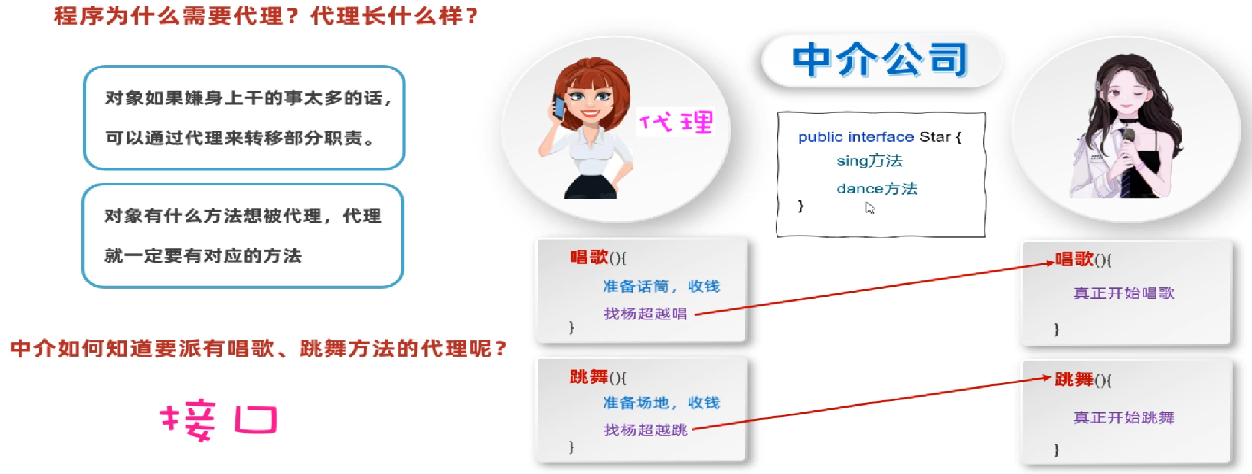 程序为什么需要代理？代理长什么样？
对象如果嫌身上干的事太多的话，
可以通过代理来转移部分职责。
对象有什么方法想被代理，代理
就一定要有对应的方法
中介如何知道要派有唱歌、跳舞方法的代理呢？
接口
代理
中介公司
public interface Star {
sing方法
dance方法
}
唱歌(){
准备话筒，收钱
找杨超越唱
}
唱歌(){
真正开始唱歌
}
跳舞(){
准备场地，收钱
找杨超越跳
}
跳舞(){
真正开始跳舞
}